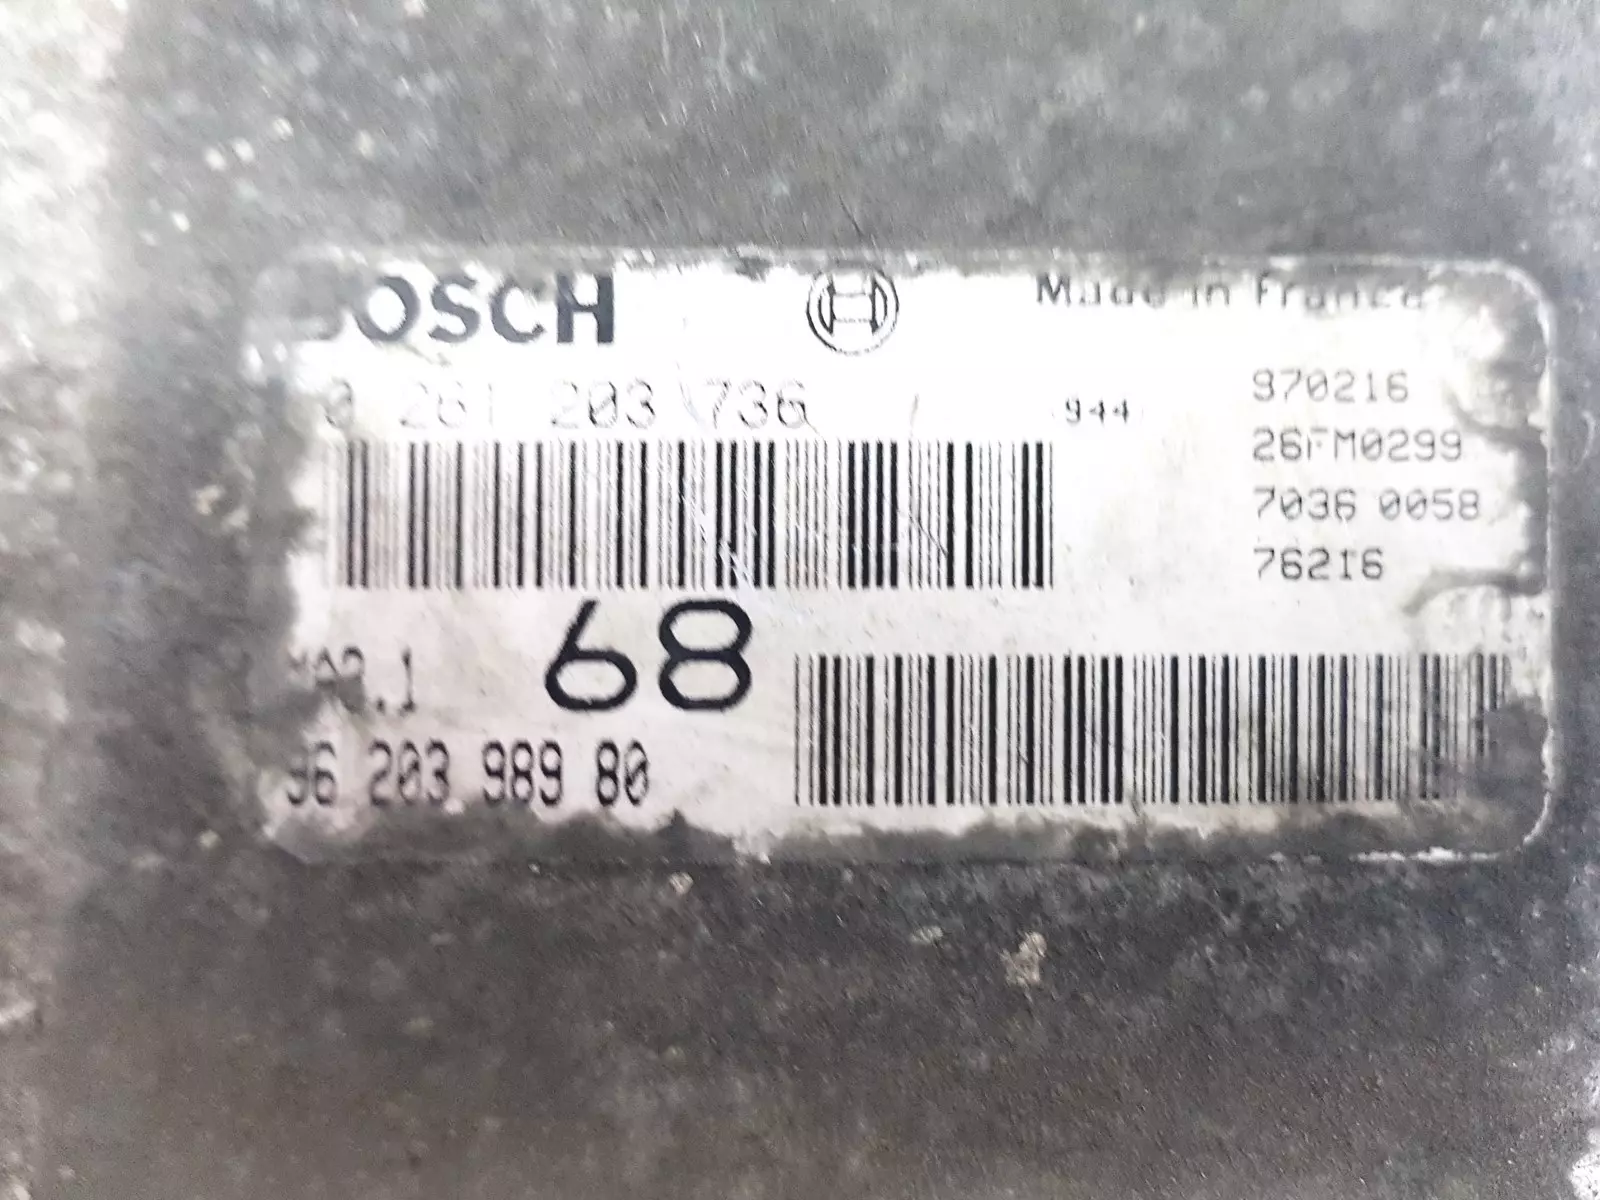 BOSCH Made in France
0 261 203 736 944 970216
26FM0299
7036 0058
76216
68
96 203 989 80